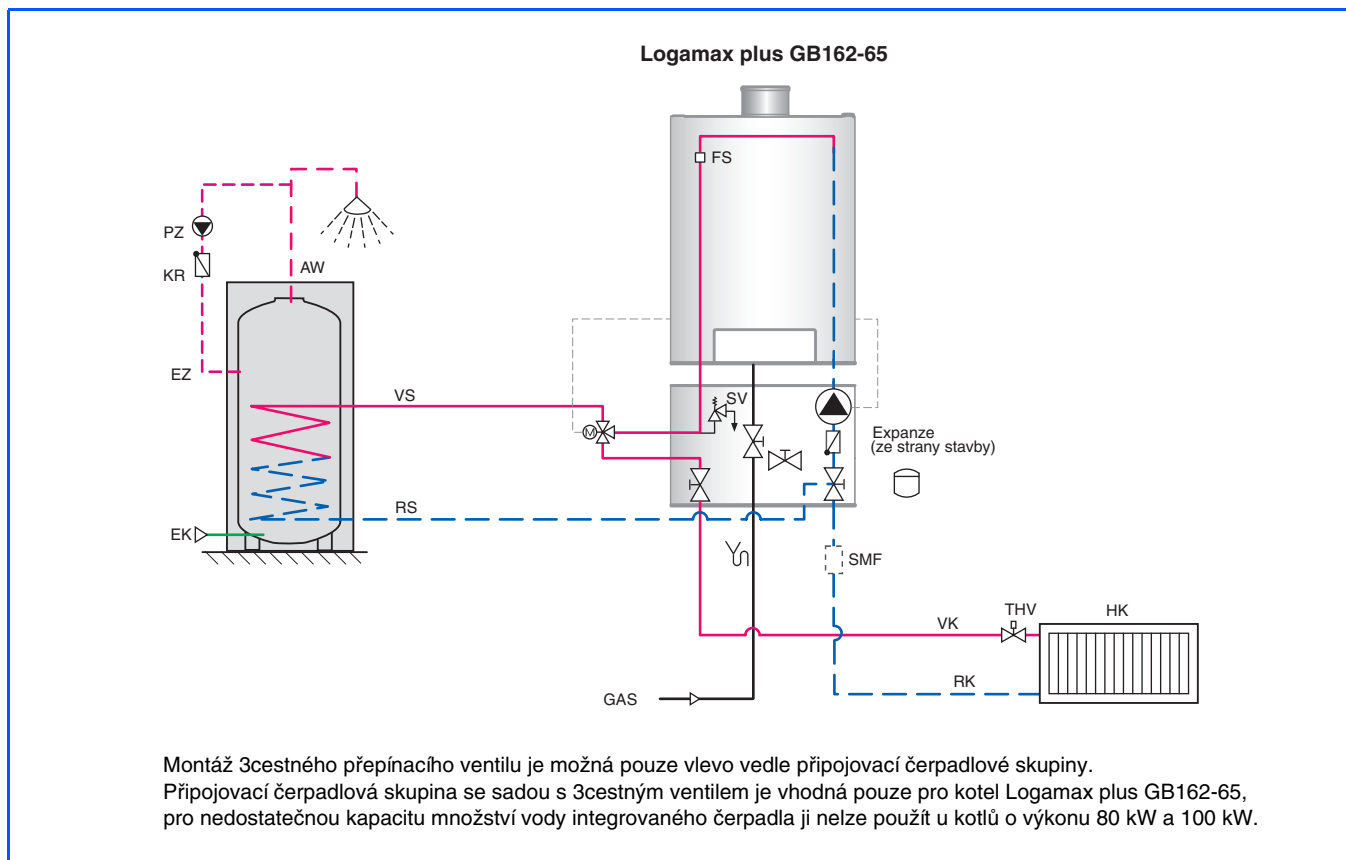 Logamax plus GB162-65
FS
PZ
KR
AW
EZ
VS
SV
M
Expanze
(ze strany stavby)
RS
EK
SMF
THV
HK
VK
RK
GAS
Montáž 3cestného přepínacího ventilu je možná pouze vlevo vedle připojovací čerpadlové skupiny.
Připojovací čerpadlová skupina se sadou s 3cestným ventilem je vhodná pouze pro kotel Logamax plus GB162-65,
pro nedostatečnou kapacitu množství vody integrovaného čerpadla ji nelze použít u kotlů o výkonu 80 kW a 100 kW.